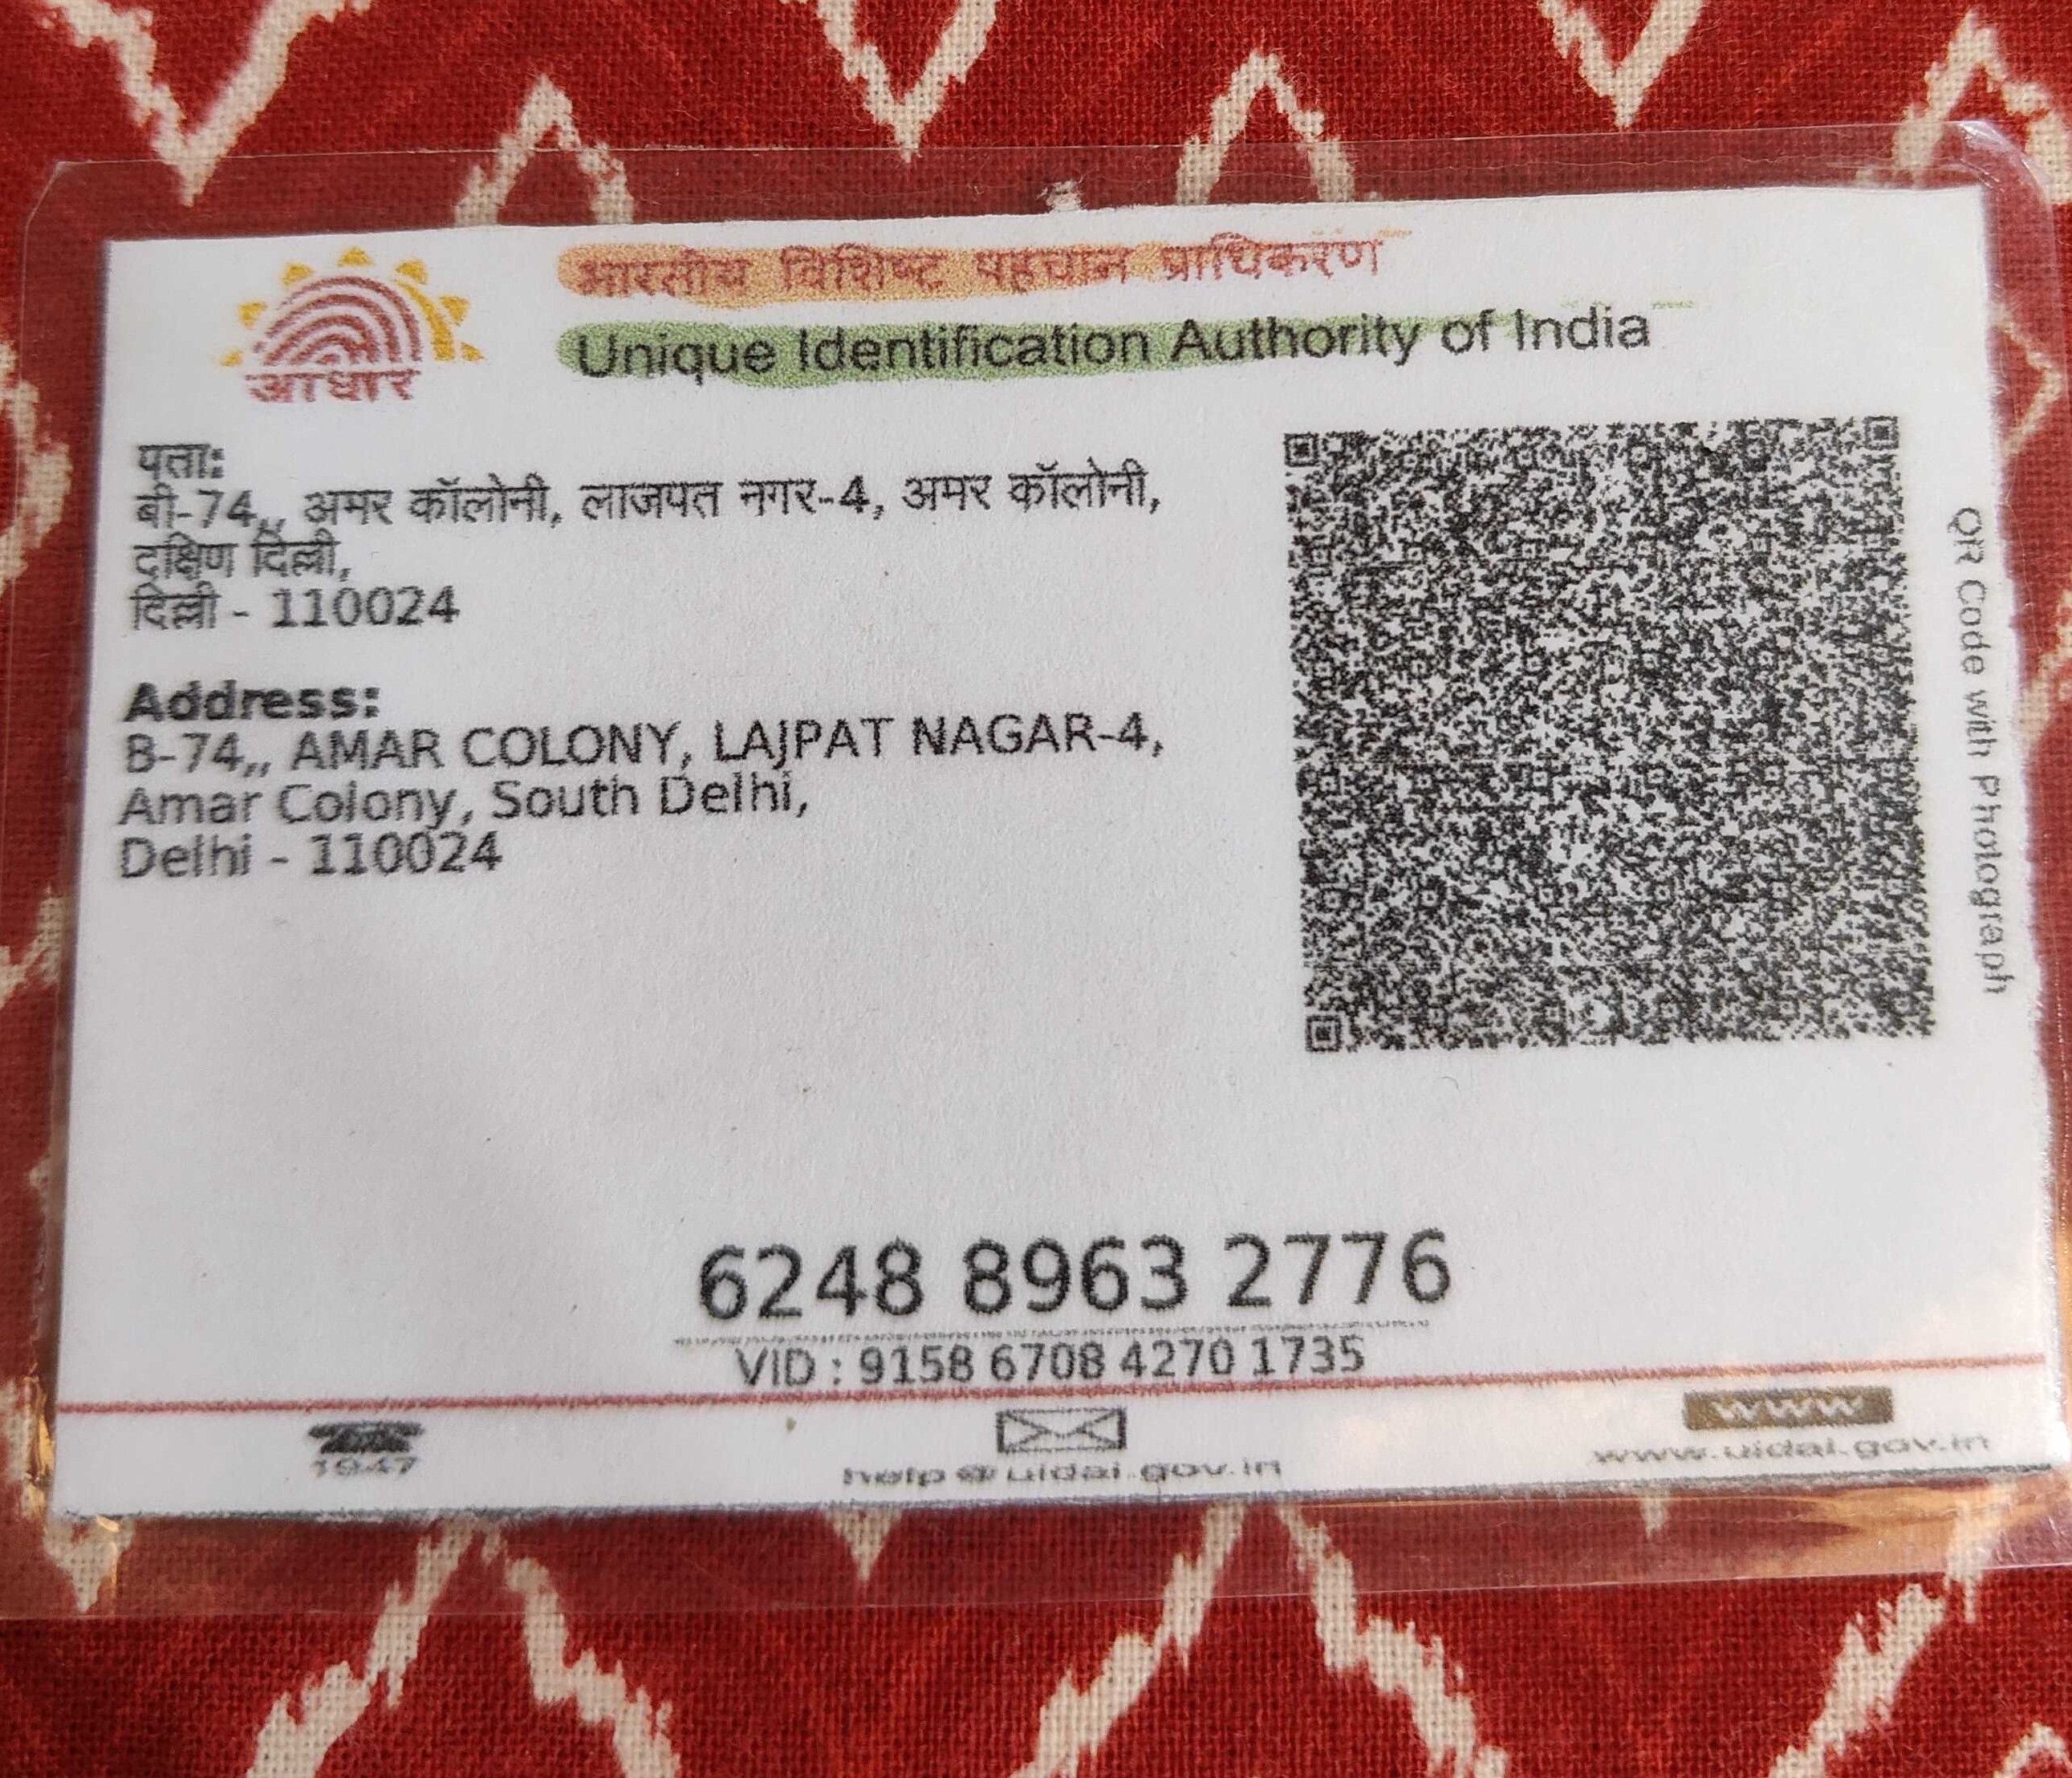 आधार
भारतीय विशिष्ट पहचान प्राधिकरण
Unique Identification Authority of India
पता:
बी-74,, अमर कॉलोनी, लाजपत नगर-4, अमर कॉलोनी,
दक्षिण दिल्ली,
दिल्ली - 110024
Address:
B-74,, AMAR COLONY, LAJPAT NAGAR-4,
Amar Colony, South Delhi,
Delhi - 110024
QR Code with Photograph
6248 8963 2776
VID : 9158 6708 4270 1735
1947
help@uidai.gov.in
www
www.uidai.gov.in